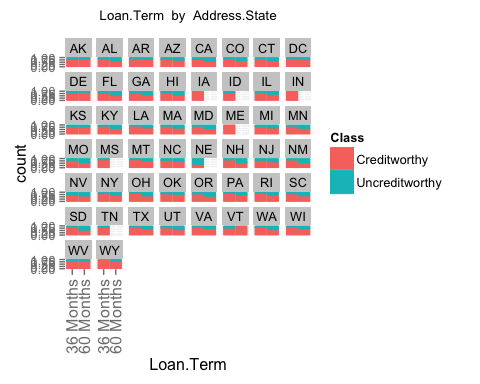 Loan.Term by Address.State
AK AL AR AZ CA CO CT DC
DE FL GA HI IA ID IL IN
KS KY LA MA MD ME MI MN
MO MS MT NC NE NH NJ NM
NV NY OH OK OR PA RI SC
SD TN TX UT VA VT WA WI
WV WY
count
36 Months
60 Months
36 Months
60 Months
Loan.Term
Class
Creditworthy
Uncreditworthy